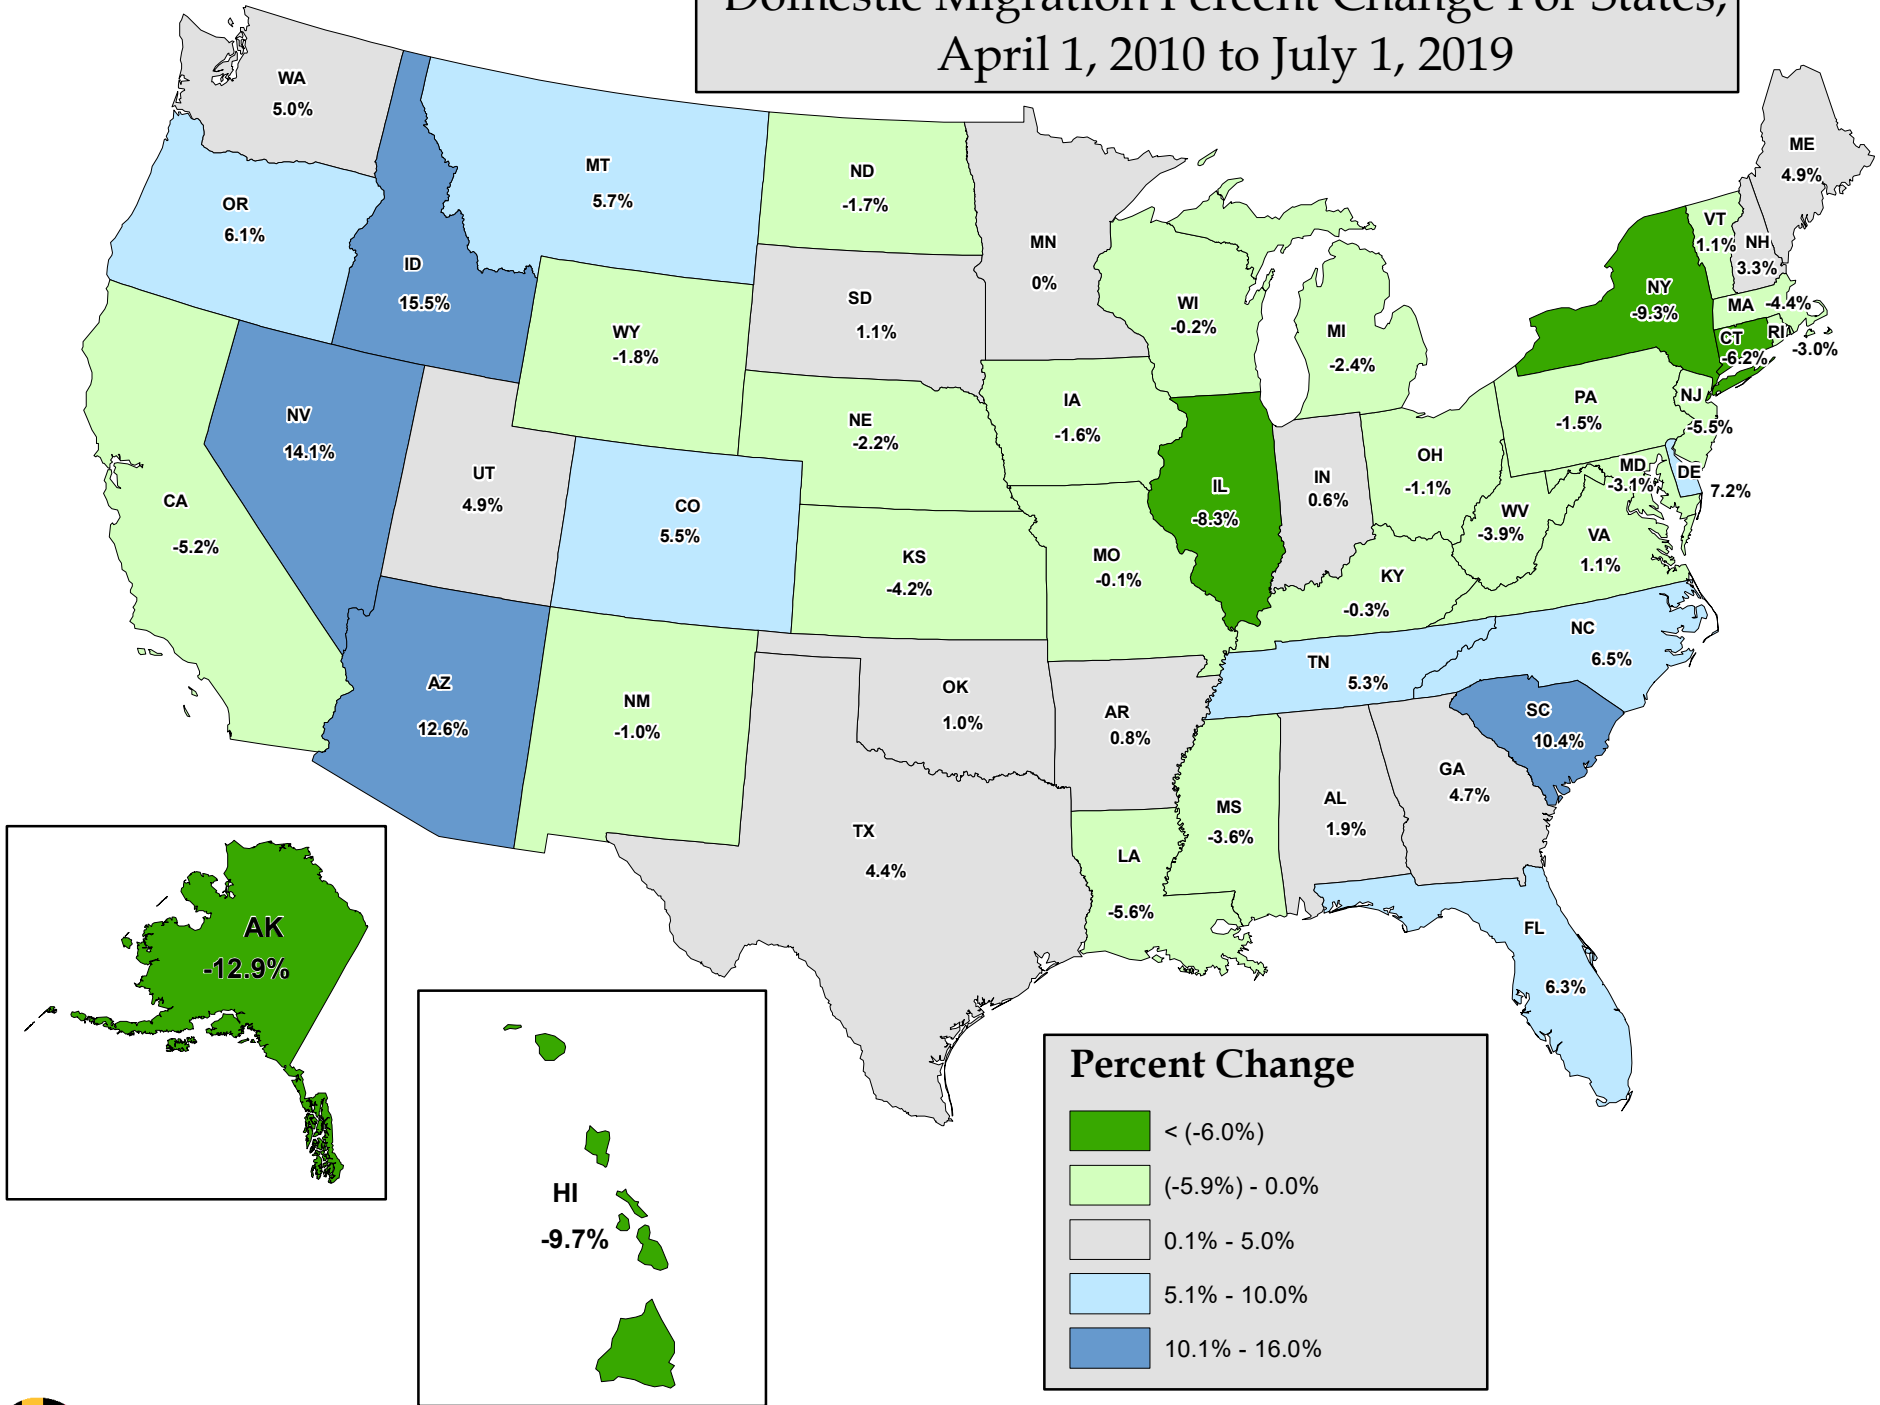 Domestic Migration Percent Change For States,
April 1, 2010 to July 1, 2019
WA
5.0%
OR
6.1%
ID
15.5%
MT
5.7%
ND
-1.7%
MN
0%
SD
1.1%
WY
-1.8%
NE
-2.2%
IA
-1.6%
WI
-0.2%
MI
-2.4%
ME
4.9%
VT
1.1%
NH
3.3%
NY
-9.3%
MA -4.4%
CT
-6.2%
RI
-3.0%
PA
-1.5%
NJ
-5.5%
MD
-3.1%
DE
7.2%
OH
-1.1%
IN
0.6%
IL
-8.3%
WV
-3.9%
VA
1.1%
KY
-0.3%
NV
14.1%
UT
4.9%
CO
5.5%
KS
-4.2%
MO
-0.1%
CA
-5.2%
AZ
12.6%
NM
-1.0%
OK
1.0%
AR
0.8%
TN
5.3%
NC
6.5%
SC
10.4%
GA
4.7%
AL
1.9%
MS
-3.6%
LA
-5.6%
TX
4.4%
FL
6.3%
AK
-12.9%
HI
-9.7%
Percent Change
< (-6.0%)
(-5.9%) - 0.0%
0.1% - 5.0%
5.1% - 10.0%
10.1% - 16.0%